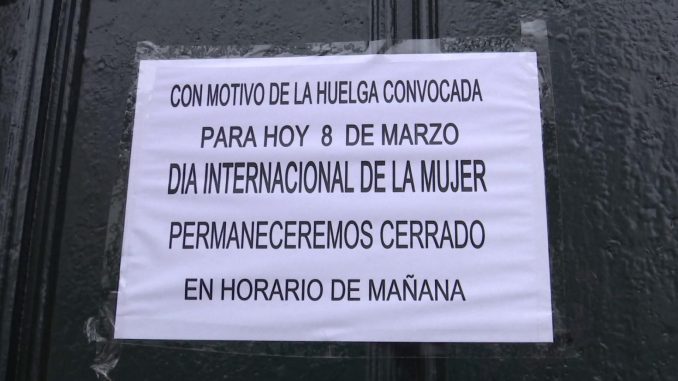 CON MOTIVO DE LA HUELGA CONVOCADA
PARA HOY 8 DE MARZO
DIA INTERNACIONAL DE LA MUJER
PERMANECEREMOS CERRADO
EN HORARIO DE MAÑANA